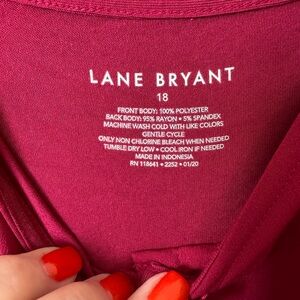 LANE BRYANT
18
FRONT BODY: 100% POLYESTER
BACK BODY: 95% RAYON • 5% SPANDEX
MACHINE WASH COLD WITH LIKE COLORS
GENTLE CYCLE
ONLY NON CHLORINE BLEACH WHEN NEEDED
TUMBLE DRY LOW • COOL IRON IF NEEDED
MADE IN INDONESIA
RN 118641 • 2252 • 01/20